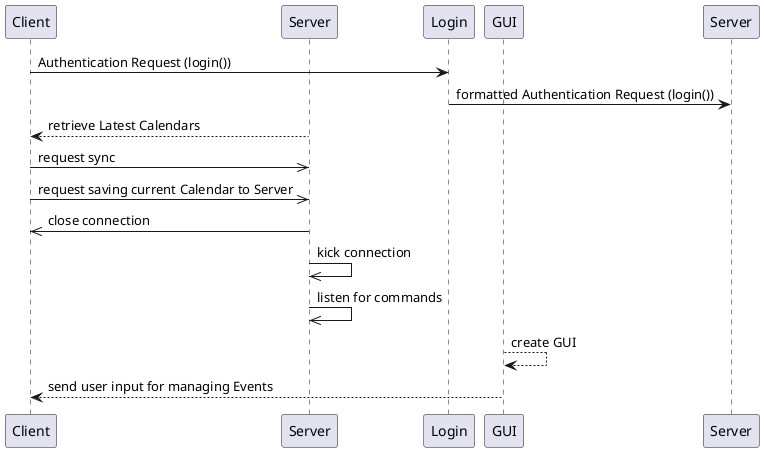 Client Server Login GUI Server
Authentication Request (login())
formatted Authentication Request (login())
retrieve Latest Calendars
request sync
request saving current Calendar to Server
close connection
kick connection
listen for commands
create GUI
send user input for managing Events
Client Server Login GUI Server